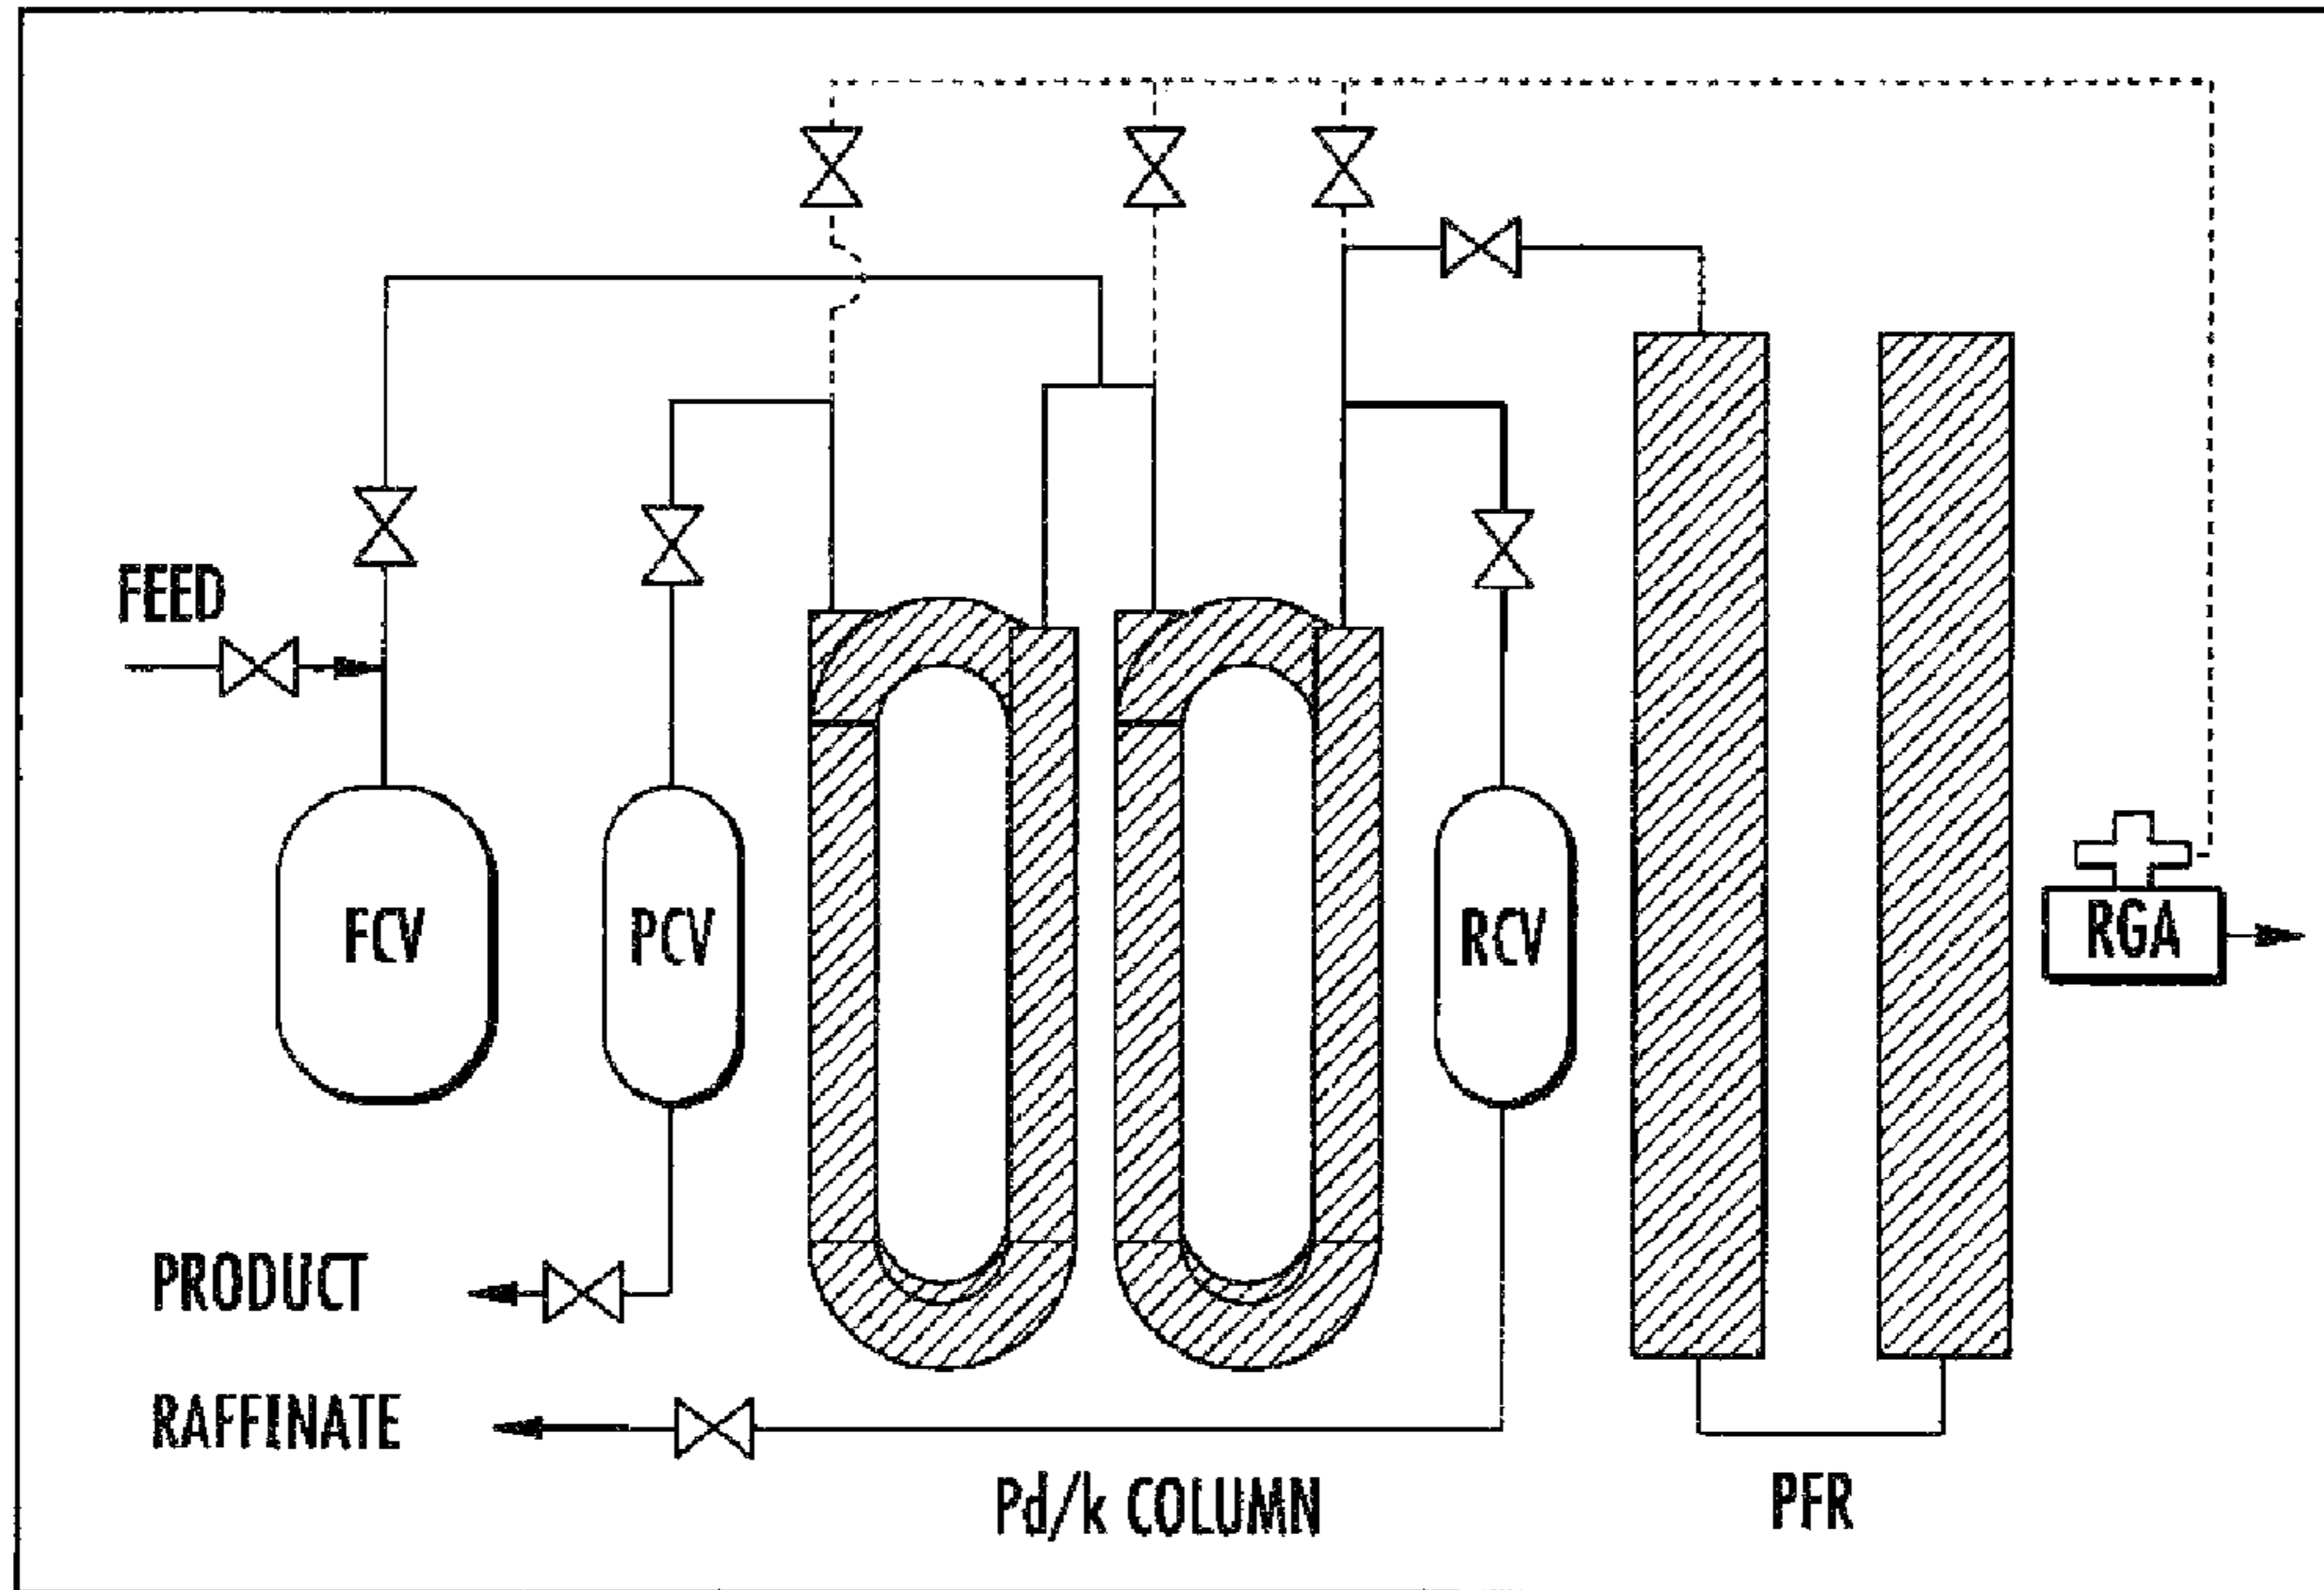 FEED
FCV
PCV
RCV
RGA
PRODUCT
RAFFINATE
Pd/k COLUMN
PFR